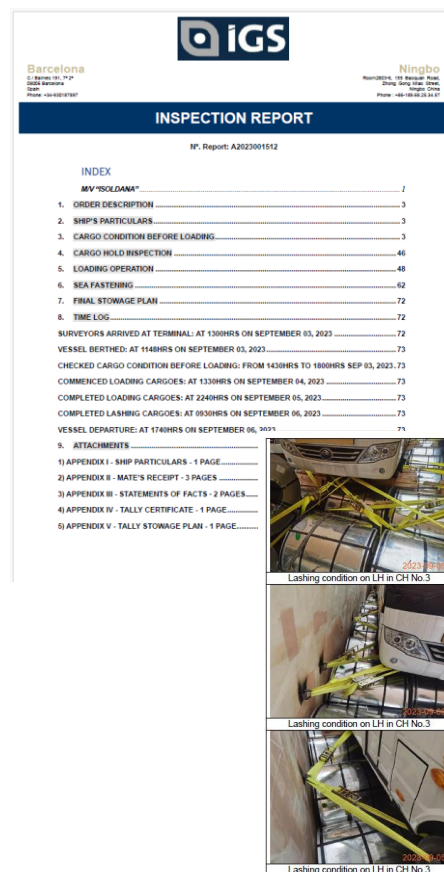 iGS
Barcelona
Spain
Ningbo
Ningbo China
INSPECTION REPORT
Nº. Report: A2023001512
INDEX
M/V "ISOLDANA" 1
1. ORDER DESCRIPTION 3
2. SHIP'S PARTICULARS 3
3. CARGO CONDITION BEFORE LOADING 3
4. CARGO HOLD INSPECTION 46
5. LOADING OPERATION 48
6. SEA FASTENING 62
7. FINAL STOWAGE PLAN 72
8. TIME LOG 72
SURVEYORS ARRIVED AT TERMINAL: AT 1300HRS ON SEPTEMBER 03, 2023 72
VESSEL BERTHED: AT 1148HRS ON SEPTEMBER 03, 2023 73
CHECKED CARGO CONDITION BEFORE LOADING: FROM 1430HRS TO 1800HRS SEP 03, 2023. 73
COMMENCED LOADING CARGOES: AT 1330HRS ON SEPTEMBER 04, 2023 73
COMPLETED LOADING CARGOES: AT 2240HRS ON SEPTEMBER 05, 2023 73
COMPLETED LASHING CARGOES: AT 0930HRS ON SEPTEMBER 06, 2023 73
VESSEL DEPARTURE: AT 1740HRS ON SEPTEMBER 06, 2023 73
9. ATTACHMENTS
1) APPENDIX I - SHIP PARTICULARS - 1 PAGE
2) APPENDIX II - MATE'S RECEIPT - 3 PAGES
3) APPENDIX III - STATEMENTS OF FACTS - 2 PAGES
4) APPENDIX IV - TALLY CERTIFICATE - 1 PAGE
5) APPENDIX V - TALLY STOWAGE PLAN - 1 PAGE
Lashing condition on LH in CH No.3
Lashing condition on LH in CH No.3
Lashing condition on LH in CH No.3